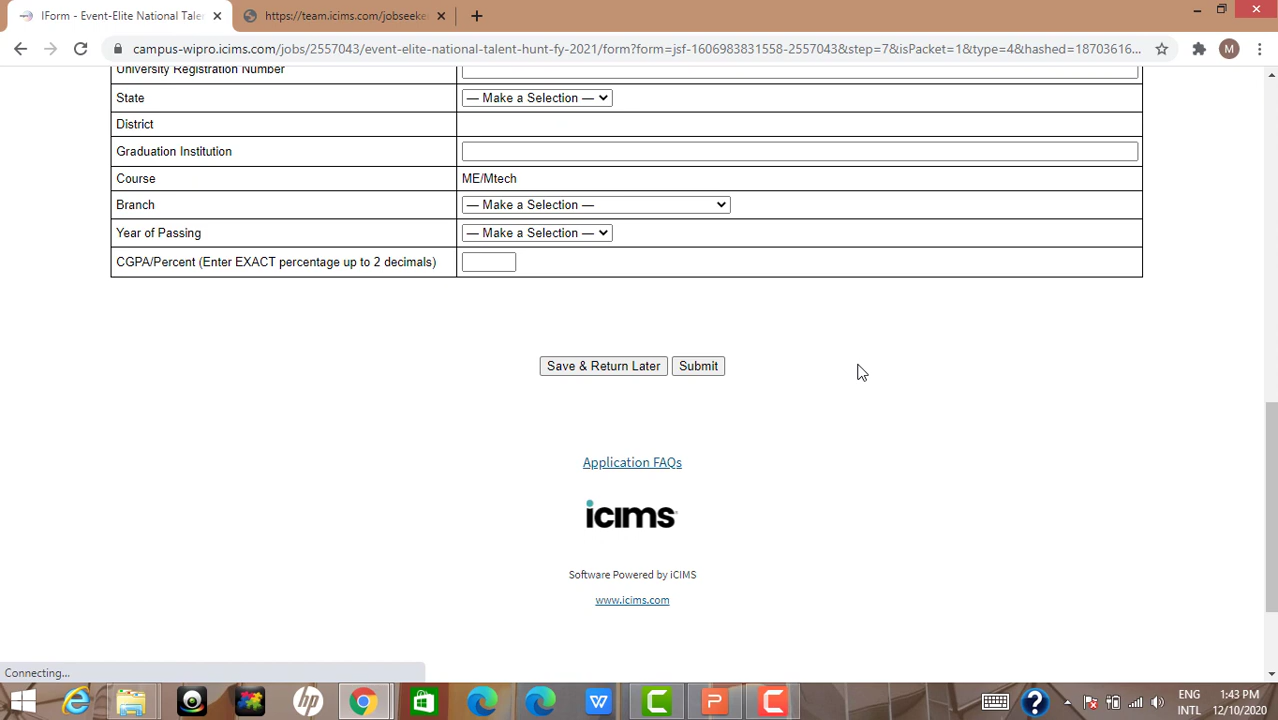 IForm - Event-Elite National Talen
https://team.icims.com/jobseeke
campus-wipro.icims.com/jobs/2557043/event-elite-national-talent-hunt-fy-2021/form?form=jsf-1606983831558-2557043&step=7&isPacket=1&type=4&hashed=18703616...
M
University Registration Number
State
— Make a Selection —
District
Graduation Institution
Course
ME/Mtech
Branch
— Make a Selection —
Year of Passing
— Make a Selection —
CGPA/Percent (Enter EXACT percentage up to 2 decimals)
Save & Return Later
Submit
Application FAQs
icims
Software Powered by iCIMS
www.icims.com
Connecting...
ENG
INTL
1:43 PM
12/10/2020